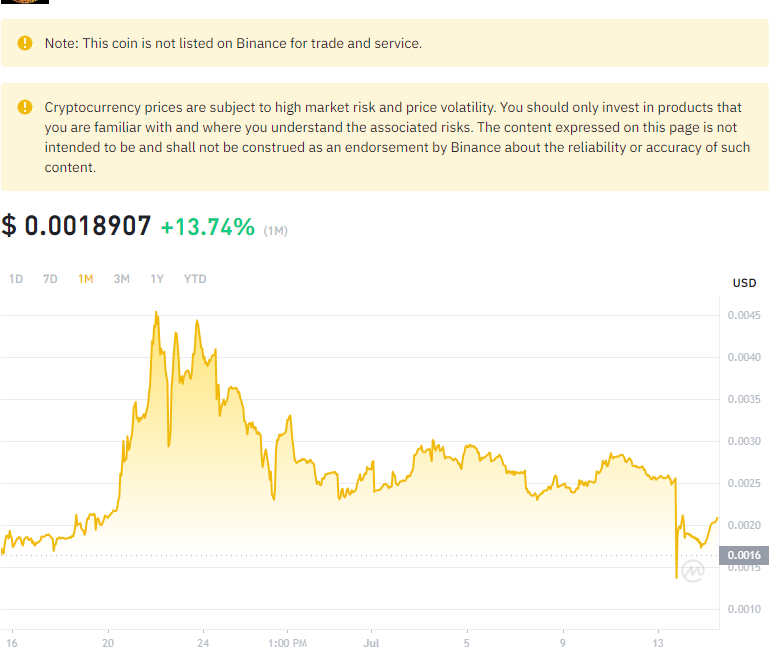 Note: This coin is not listed on Binance for trade and service.
Cryptocurrency prices are subject to high market risk and price volatility. You should only invest in products that
you are familiar with and where you understand the associated risks. The content expressed on this page is not
intended to be and shall not be construed as an endorsement by Binance about the reliability or accuracy of such
content.
$ 0.0018907 +13.74% (1M)
1D 7D 1M 3M 1Y YTD
USD
0.0045
0.0040
0.0035
0.0030
0.0025
0.0020
0.0016
0.0015
0.0010
16 20 24 1:00 PM Jul 5 9 13